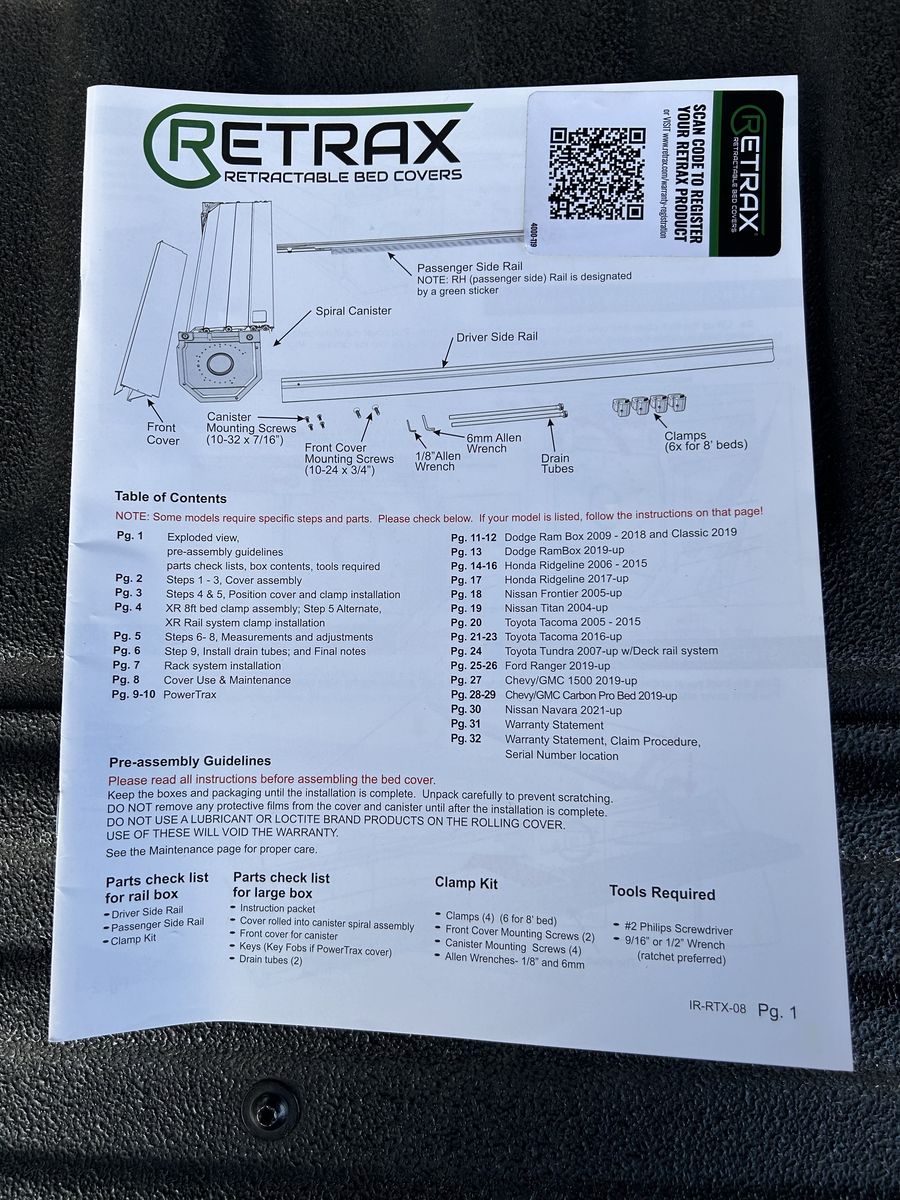 RETRAX
RETRACTABLE BED COVERS
SCAN CODE TO REGISTER
YOUR RETRAX PRODUCT
or VISIT www.retrax.com/warranty-registration
4000-119
RETRAX
RETRACTABLE BED COVERS
Passenger Side Rail
NOTE: RH (passenger side) Rail is designated
by a green sticker
Spiral Canister
Driver Side Rail
Front
Cover
Canister
Mounting Screws
(10-32 x 7/16")
Front Cover
Mounting Screws
(10-24 x 3/4")
1/8"Allen
Wrench
6mm Allen
Wrench
Drain
Tubes
Clamps
(6x for 8' beds)
Table of Contents
NOTE: Some models require specific steps and parts. Please check below. If your model is listed, follow the instructions on that page!
Pg. 1 Exploded view,
pre-assembly guidelines
parts check lists, box contents, tools required
Pg. 2 Steps 1 - 3, Cover assembly
Pg. 3 Steps 4 & 5, Position cover and clamp installation
Pg. 4 XR 8ft bed clamp assembly; Step 5 Alternate,
XR Rail system clamp installation
Pg. 5 Steps 6- 8, Measurements and adjustments
Pg. 6 Step 9, Install drain tubes; and Final notes
Pg. 7 Rack system installation
Pg. 8 Cover Use & Maintenance
Pg. 9-10 PowerTrax
Pg. 11-12 Dodge Ram Box 2009 - 2018 and Classic 2019
Pg. 13 Dodge RamBox 2019-up
Pg. 14-16 Honda Ridgeline 2006 - 2015
Pg. 17 Honda Ridgeline 2017-up
Pg. 18 Nissan Frontier 2005-up
Pg. 19 Nissan Titan 2004-up
Pg. 20 Toyota Tacoma 2005 - 2015
Pg. 21-23 Toyota Tacoma 2016-up
Pg. 24 Toyota Tundra 2007-up w/Deck rail system
Pg. 25-26 Ford Ranger 2019-up
Pg. 27 Chevy/GMC 1500 2019-up
Pg. 28-29 Chevy/GMC Carbon Pro Bed 2019-up
Pg. 30 Nissan Navara 2021-up
Pg. 31 Warranty Statement
Pg. 32 Warranty Statement, Claim Procedure,
Serial Number location
Pre-assembly Guidelines
Please read all instructions before assembling the bed cover.
Keep the boxes and packaging until the installation is complete. Unpack carefully to prevent scratching.
DO NOT remove any protective films from the cover and canister until after the installation is complete.
DO NOT USE A LUBRICANT OR LOCTITE BRAND PRODUCTS ON THE ROLLING COVER.
USE OF THESE WILL VOID THE WARRANTY.
See the Maintenance page for proper care.
Parts check list
for rail box
- Driver Side Rail
- Passenger Side Rail
- Clamp Kit
Parts check list
for large box
- Instruction packet
- Cover rolled into canister spiral assembly
- Front cover for canister
- Keys (Key Fobs if PowerTrax cover)
- Drain tubes (2)
Clamp Kit
- Clamps (4) (6 for 8' bed)
- Front Cover Mounting Screws (2)
- Canister Mounting Screws (4)
- Allen Wrenches- 1/8" and 6mm
Tools Required
- #2 Philips Screwdriver
- 9/16" or 1/2" Wrench
(ratchet preferred)
IR-RTX-08 Pg. 1